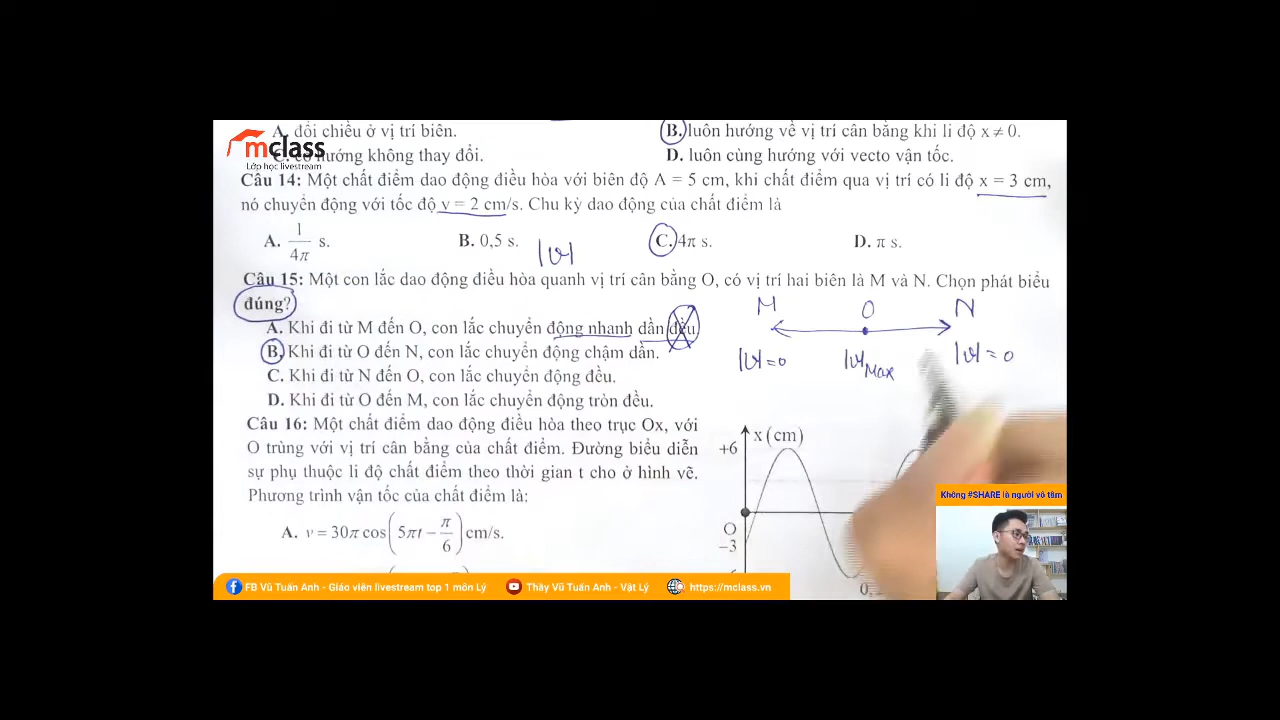 A. đổi chiều ở vị trí biên.
B. luôn hướng về vị trí cân bằng khi li độ x ≠ 0.
mclass
Lớp học livestream
C. có hướng không thay đổi.
D. luôn cùng hướng với vecto vận tốc.
Câu 14: Một chất điểm dao động điều hòa với biên độ A = 5 cm, khi chất điểm qua vị trí có li độ x = 3 cm,
nó chuyển động với tốc độ v = 2 cm/s. Chu kỳ dao động của chất điểm là
A. 1/4π s.
B. 0,5 s.
C. 4π s.
D. π s.
|v|
Câu 15: Một con lắc dao động điều hòa quanh vị trí cân bằng O, có vị trí hai biên là M và N. Chọn phát biểu
đúng?
A. Khi đi từ M đến O, con lắc chuyển động nhanh dần đều
B. Khi đi từ O đến N, con lắc chuyển động chậm dần.
C. Khi đi từ N đến O, con lắc chuyển động đều.
D. Khi đi từ O đến M, con lắc chuyển động tròn đều.
M O N
|v| = 0 |v|Max |v| = 0
Câu 16: Một chất điểm dao động điều hòa theo trục Ox, với
O trùng với vị trí cân bằng của chất điểm. Đường biểu diễn
sự phụ thuộc li độ chất điểm theo thời gian t cho ở hình vẽ.
Phương trình vận tốc của chất điểm là:
A. v = 30π cos(5πt − π/6) cm/s.
x (cm)
+6
O
−3
0,
Không #SHARE là người vô tâm
FB Vũ Tuấn Anh - Giáo viên livestream top 1 môn Lý
Thầy Vũ Tuấn Anh - Vật Lý
https://mclass.vn